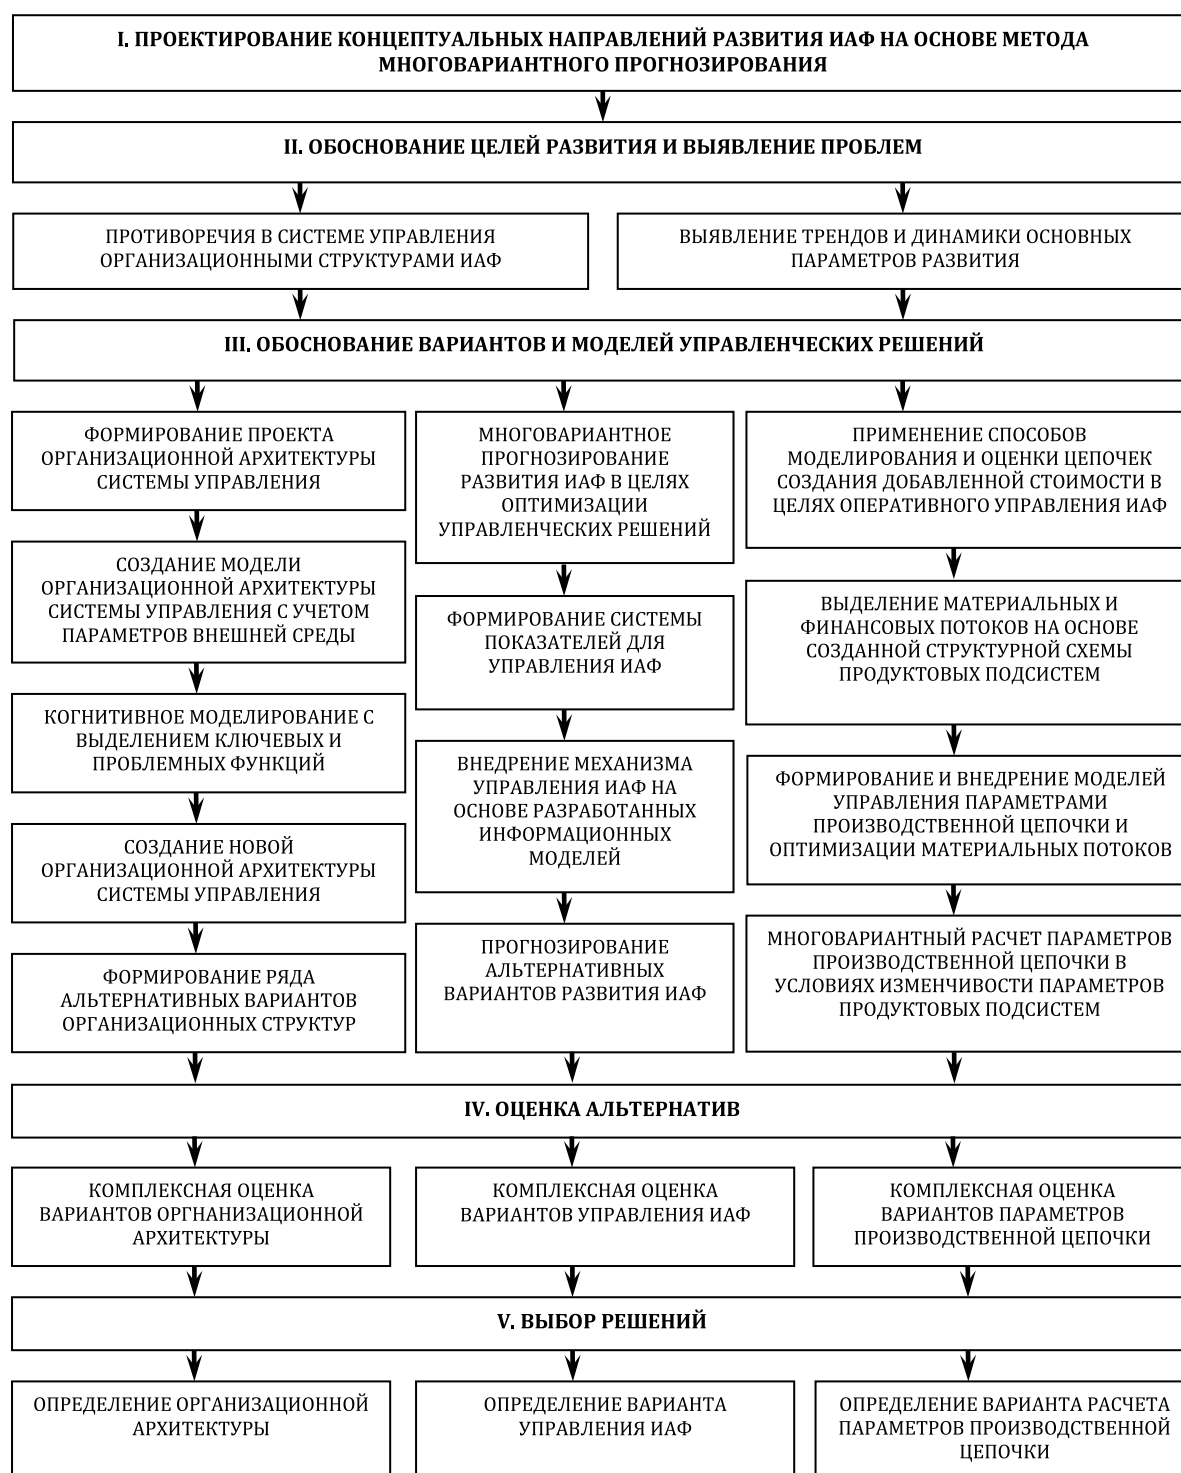 I. ПРОЕКТИРОВАНИЕ КОНЦЕПТУАЛЬНЫХ НАПРАВЛЕНИЙ РАЗВИТИЯ ИАФ НА ОСНОВЕ МЕТОДА
МНОГОВАРИАНТНОГО ПРОГНОЗИРОВАНИЯ
II. ОБОСНОВАНИЕ ЦЕЛЕЙ РАЗВИТИЯ И ВЫЯВЛЕНИЕ ПРОБЛЕМ
ПРОТИВОРЕЧИЯ В СИСТЕМЕ УПРАВЛЕНИЯ
ОРГАНИЗАЦИОННЫМИ СТРУКТУРАМИ ИАФ
ВЫЯВЛЕНИЕ ТРЕНДОВ И ДИНАМИКИ ОСНОВНЫХ
ПАРАМЕТРОВ РАЗВИТИЯ
III. ОБОСНОВАНИЕ ВАРИАНТОВ И МОДЕЛЕЙ УПРАВЛЕНЧЕСКИХ РЕШЕНИЙ
ФОРМИРОВАНИЕ ПРОЕКТА
ОРГАНИЗАЦИОННОЙ АРХИТЕКТУРЫ
СИСТЕМЫ УПРАВЛЕНИЯ
СОЗДАНИЕ МОДЕЛИ
ОРГАНИЗАЦИОННОЙ АРХИТЕКТУРЫ
СИСТЕМЫ УПРАВЛЕНИЯ С УЧЕТОМ
ПАРАМЕТРОВ ВНЕШНЕЙ СРЕДЫ
КОГНИТИВНОЕ МОДЕЛИРОВАНИЕ С
ВЫДЕЛЕНИЕМ КЛЮЧЕВЫХ И
ПРОБЛЕМНЫХ ФУНКЦИЙ
СОЗДАНИЕ НОВОЙ
ОРГАНИЗАЦИОННОЙ АРХИТЕКТУРЫ
СИСТЕМЫ УПРАВЛЕНИЯ
ФОРМИРОВАНИЕ РЯДА
АЛЬТЕРНАТИВНЫХ ВАРИАНТОВ
ОРГАНИЗАЦИОННЫХ СТРУКТУР
МНОГОВАРИАНТНОЕ
ПРОГНОЗИРОВАНИЕ
РАЗВИТИЯ ИАФ В ЦЕЛЯХ
ОПТИМИЗАЦИИ
УПРАВЛЕНЧЕСКИХ РЕШЕНИЙ
ФОРМИРОВАНИЕ СИСТЕМЫ
ПОКАЗАТЕЛЕЙ ДЛЯ
УПРАВЛЕНИЯ ИАФ
ВНЕДРЕНИЕ МЕХАНИЗМА
УПРАВЛЕНИЯ ИАФ НА
ОСНОВЕ РАЗРАБОТАННЫХ
ИНФОРМАЦИОННЫХ
МОДЕЛЕЙ
ПРОГНОЗИРОВАНИЕ
АЛЬТЕРНАТИВНЫХ
ВАРИАНТОВ РАЗВИТИЯ ИАФ
ПРИМЕНЕНИЕ СПОСОБОВ
МОДЕЛИРОВАНИЯ И ОЦЕНКИ ЦЕПОЧЕК
СОЗДАНИЯ ДОБАВЛЕННОЙ СТОИМОСТИ В
ЦЕЛЯХ ОПЕРАТИВНОГО УПРАВЛЕНИЯ ИАФ
ВЫДЕЛЕНИЕ МАТЕРИАЛЬНЫХ И
ФИНАНСОВЫХ ПОТОКОВ НА ОСНОВЕ
СОЗДАННОЙ СТРУКТУРНОЙ СХЕМЫ
ПРОДУКТОВЫХ ПОДСИСТЕМ
ФОРМИРОВАНИЕ И ВНЕДРЕНИЕ МОДЕЛЕЙ
УПРАВЛЕНИЯ ПАРАМЕТРАМИ
ПРОИЗВОДСТВЕННОЙ ЦЕПОЧКИ И
ОПТИМИЗАЦИИ МАТЕРИАЛЬНЫХ ПОТОКОВ
МНОГОВАРИАНТНЫЙ РАСЧЕТ ПАРАМЕТРОВ
ПРОИЗВОДСТВЕННОЙ ЦЕПОЧКИ В
УСЛОВИЯХ ИЗМЕНЧИВОСТИ ПАРАМЕТРОВ
ПРОДУКТОВЫХ ПОДСИСТЕМ
IV. ОЦЕНКА АЛЬТЕРНАТИВ
КОМПЛЕКСНАЯ ОЦЕНКА
ВАРИАНТОВ ОРГНАНИЗАЦИОННОЙ
АРХИТЕКТУРЫ
КОМПЛЕКСНАЯ ОЦЕНКА
ВАРИАНТОВ УПРАВЛЕНИЯ ИАФ
КОМПЛЕКСНАЯ ОЦЕНКА
ВАРИАНТОВ ПАРАМЕТРОВ
ПРОИЗВОДСТВЕННОЙ ЦЕПОЧКИ
V. ВЫБОР РЕШЕНИЙ
ОПРЕДЕЛЕНИЕ ОРГАНИЗАЦИОННОЙ
АРХИТЕКТУРЫ
ОПРЕДЕЛЕНИЕ ВАРИАНТА
УПРАВЛЕНИЯ ИАФ
ОПРЕДЕЛЕНИЕ ВАРИАНТА РАСЧЕТА
ПАРАМЕТРОВ ПРОИЗВОДСТВЕННОЙ
ЦЕПОЧКИ